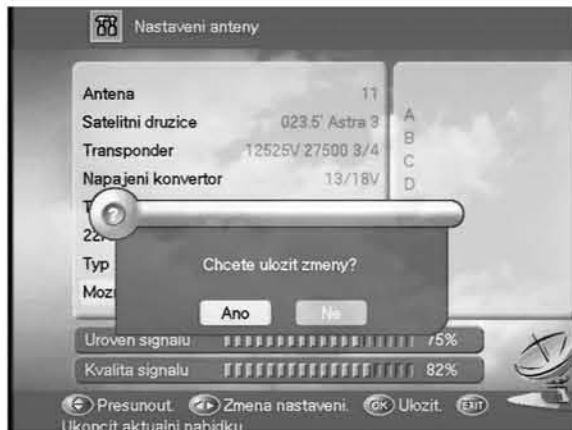 Nastaveni anteny
Antena 11
Satelitni druzice 023.5' Astra 3
Transponder 12525V 27500 3/4
Napajeni konvertor 13/18V
A
B
C
D
Typ
Chcete ulozit zmeny?
Ano Ne
Uroven signalu 75%
Kvalita signalu 82%
Presunout. Zmena nastaveni. OK Ulozit. EXIT
Ukoncit aktualni nabidku